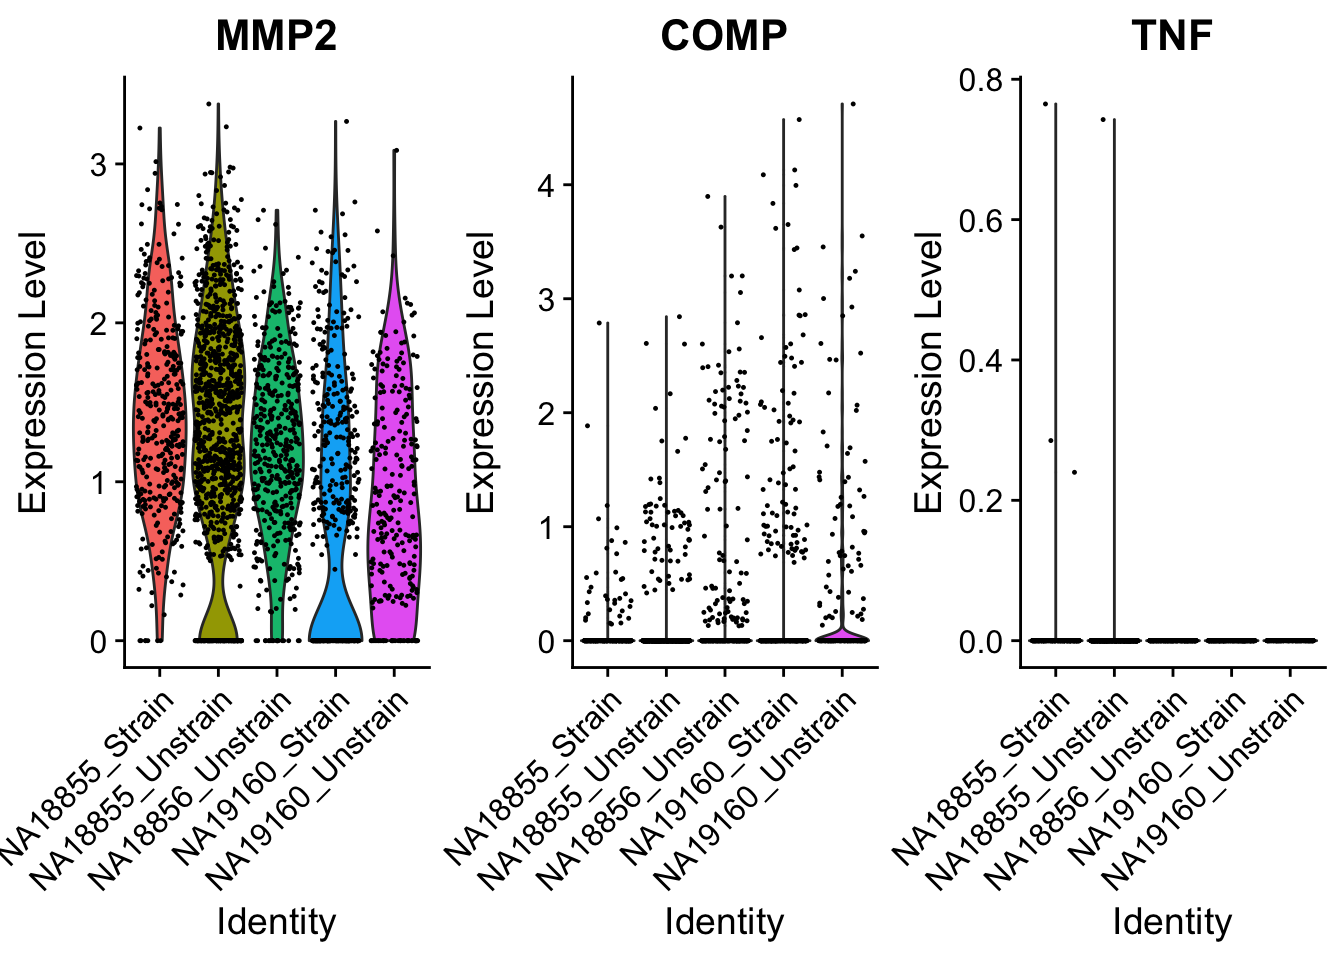 MMP2
Expression Level
3
2
1
0
NA18855_Strain
NA18855_Unstrain
NA18856_Unstrain
NA19160_Strain
NA19160_Unstrain
Identity
COMP
Expression Level
4
3
2
1
0
NA18855_Strain
NA18855_Unstrain
NA18856_Unstrain
NA19160_Strain
NA19160_Unstrain
Identity
TNF
Expression Level
0.8
0.6
0.4
0.2
0.0
NA18855_Strain
NA18855_Unstrain
NA18856_Unstrain
NA19160_Strain
NA19160_Unstrain
Identity